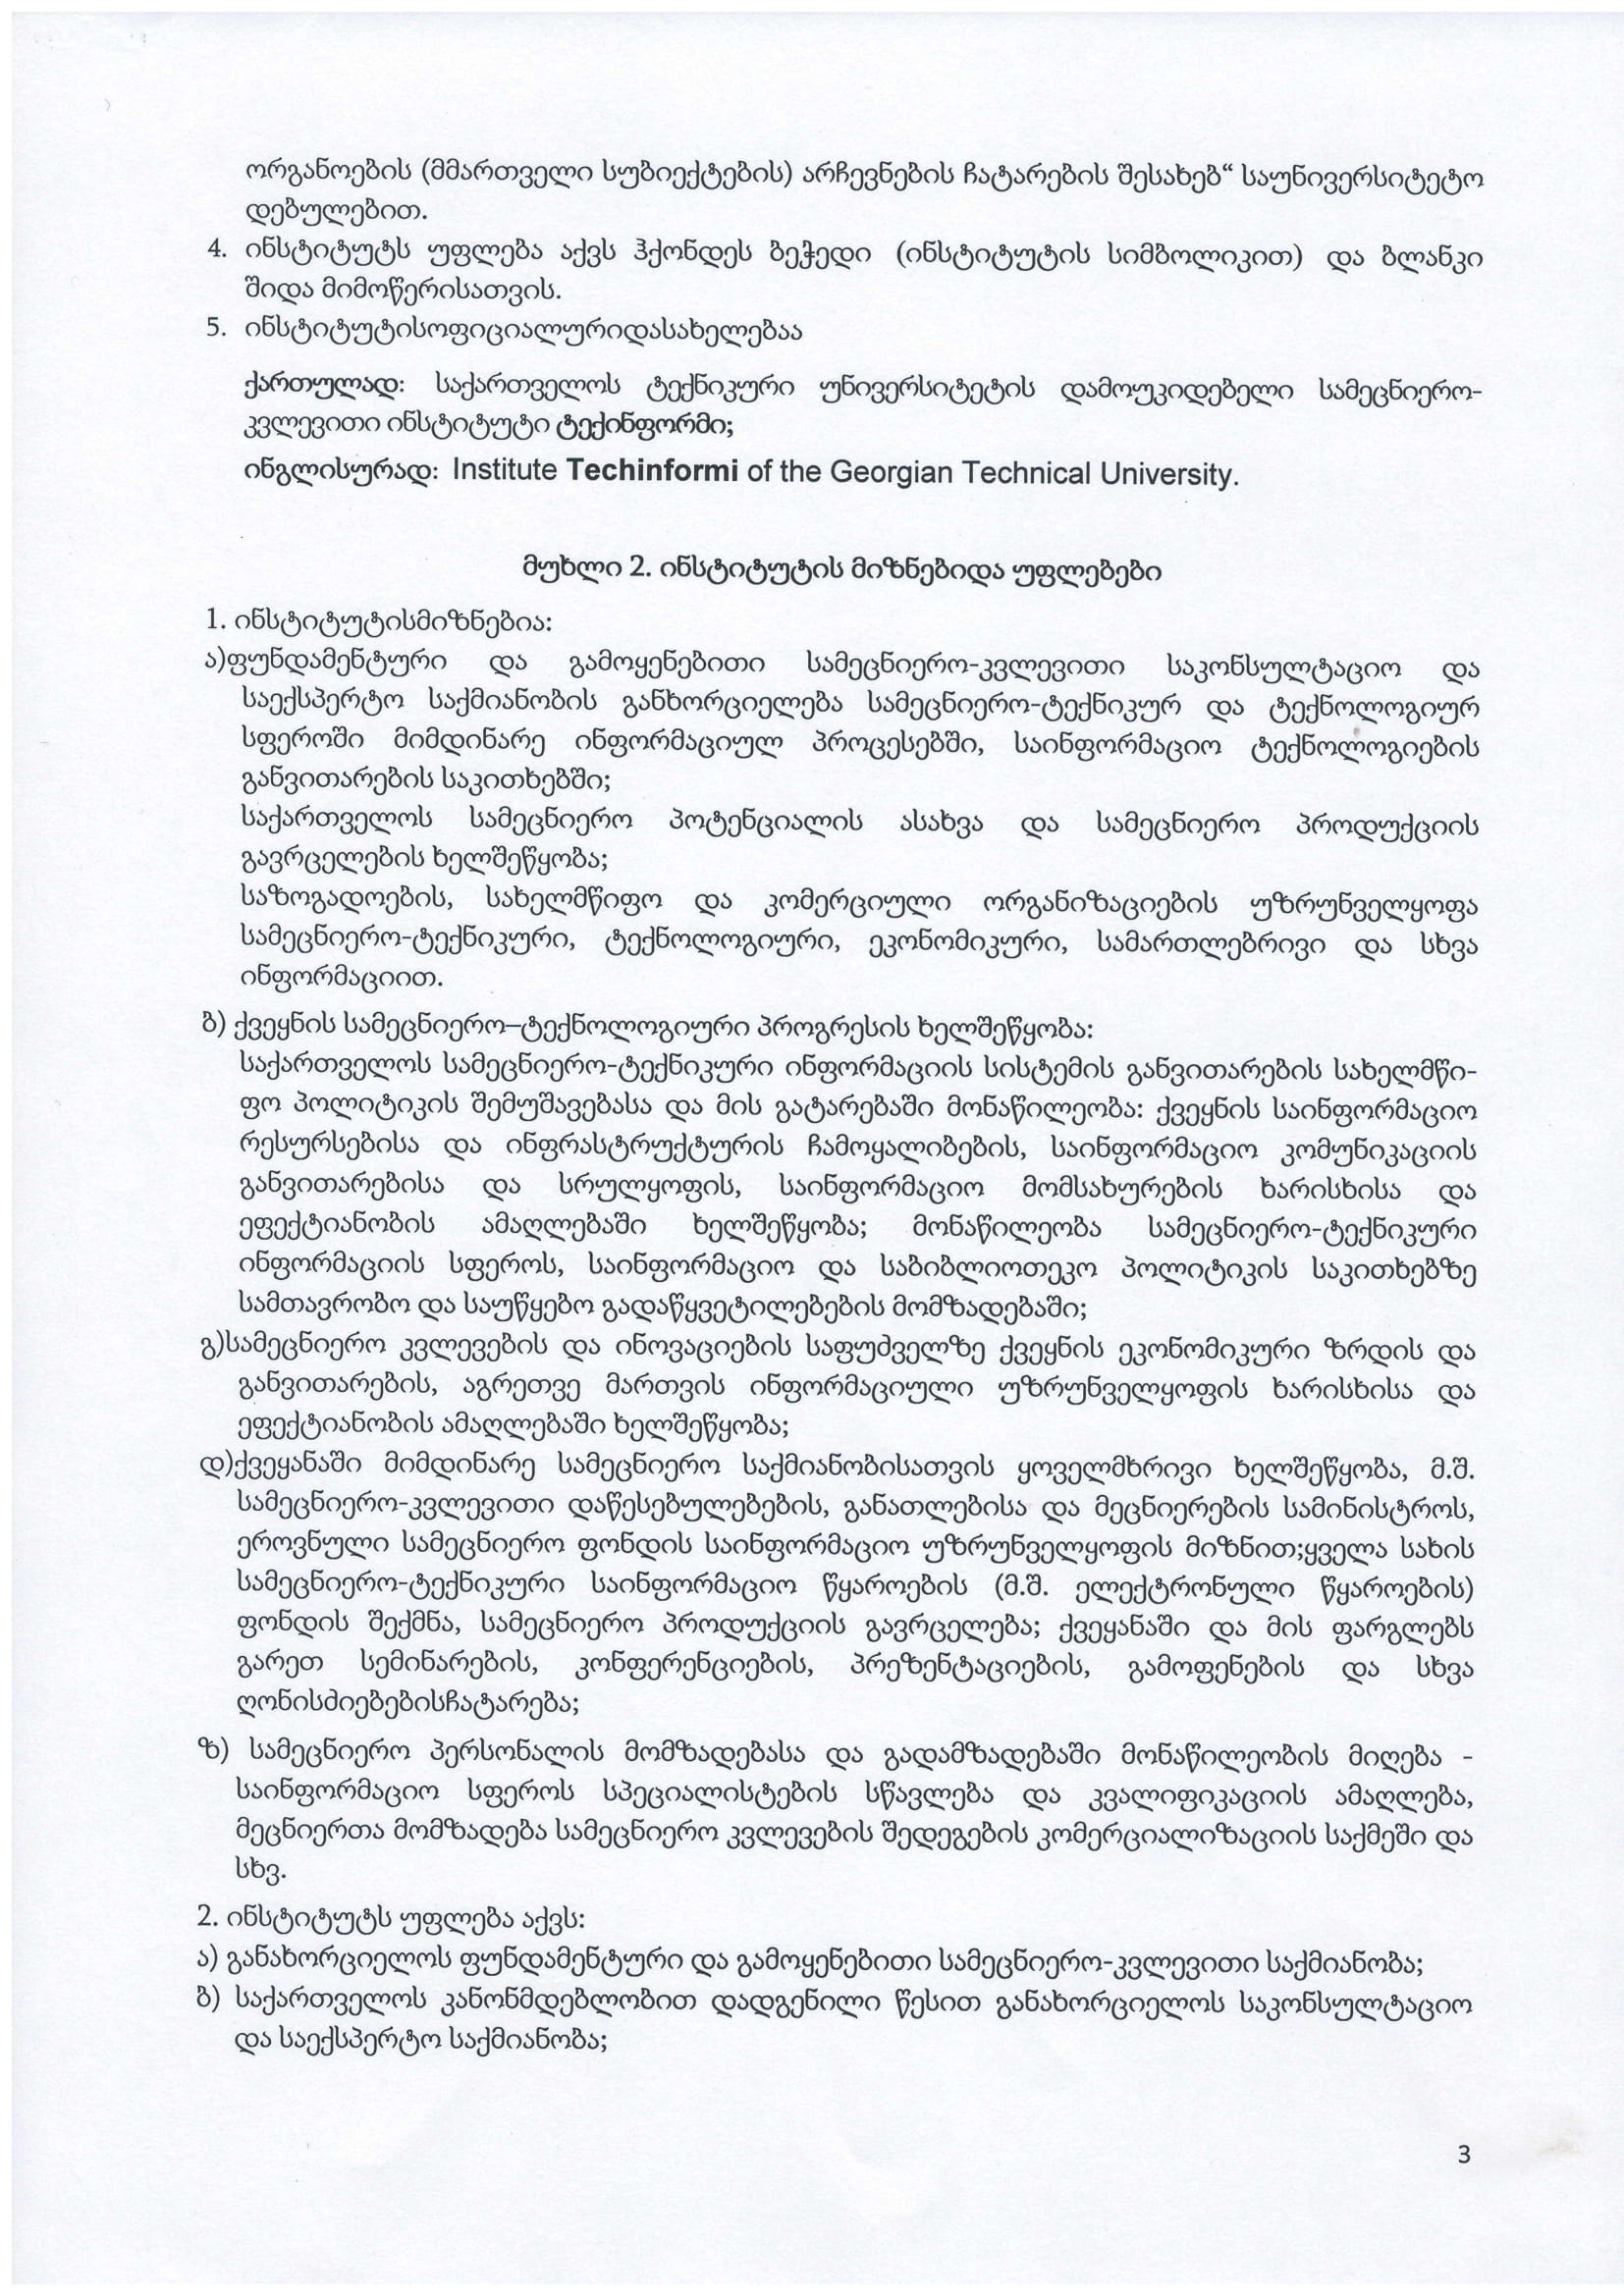 ორგანოების (მმართველი სუბიექტების) არჩევნების ჩატარების შესახებ“ საუნივერსიტეტო
დებულებით.
4. ინსტიტუტს უფლება აქვს ჰქონდეს ბეჭედი (ინსტიტუტის სიმბოლიკით) და ბლანკი
შიდა მიმოწერისათვის.
5. ინსტიტუტისოფიციალურიდასახელებაა
ქართულად: საქართველოს ტექნიკური უნივერსიტეტის დამოუკიდებელი სამეცნიერო-
კვლევითი ინსტიტუტი ტექინფორმი;
ინგლისურად: Institute Techinformi of the Georgian Technical University.
მუხლი 2. ინსტიტუტის მიზნებიდა უფლებები
1. ინსტიტუტისმიზნებია:
ა)ფუნდამენტური და გამოყენებითი სამეცნიერო-კვლევითი საკონსულტაციო და
საექსპერტო საქმიანობის განხორციელება სამეცნიერო-ტექნიკურ და ტექნოლოგიურ
სფეროში მიმდინარე ინფორმაციულ პროცესებში, საინფორმაციო ტექნოლოგიების
განვითარების საკითხებში;
საქართველოს სამეცნიერო პოტენციალის ასახვა და სამეცნიერო პროდუქციის
გავრცელების ხელშეწყობა;
საზოგადოების, სახელმწიფო და კომერციული ორგანიზაციების უზრუნველყოფა
სამეცნიერო-ტექნიკური, ტექნოლოგიური, ეკონომიკური, სამართლებრივი და სხვა
ინფორმაციით.
ბ) ქვეყნის სამეცნიერო–ტექნოლოგიური პროგრესის ხელშეწყობა:
საქართველოს სამეცნიერო-ტექნიკური ინფორმაციის სისტემის განვითარების სახელმწი-
ფო პოლიტიკის შემუშავებასა და მის გატარებაში მონაწილეობა: ქვეყნის საინფორმაციო
რესურსებისა და ინფრასტრუქტურის ჩამოყალიბების, საინფორმაციო კომუნიკაციის
განვითარებისა და სრულყოფის, საინფორმაციო მომსახურების ხარისხისა და
ეფექტიანობის ამაღლებაში ხელშეწყობა; მონაწილეობა სამეცნიერო-ტექნიკური
ინფორმაციის სფეროს, საინფორმაციო და საბიბლიოთეკო პოლიტიკის საკითხებზე
სამთავრობო და საუწყებო გადაწყვეტილებების მომზადებაში;
გ)სამეცნიერო კვლევების და ინოვაციების საფუძველზე ქვეყნის ეკონომიკური ზრდის და
განვითარების, აგრეთვე მართვის ინფორმაციული უზრუნველყოფის ხარისხისა და
ეფექტიანობის ამაღლებაში ხელშეწყობა;
დ)ქვეყანაში მიმდინარე სამეცნიერო საქმიანობისათვის ყოველმხრივი ხელშეწყობა, მ.შ.
სამეცნიერო-კვლევითი დაწესებულებების, განათლებისა და მეცნიერების სამინისტროს,
ეროვნული სამეცნიერო ფონდის საინფორმაციო უზრუნველყოფის მიზნით;ყველა სახის
სამეცნიერო-ტექნიკური საინფორმაციო წყაროების (მ.შ. ელექტრონული წყაროების)
ფონდის შექმნა, სამეცნიერო პროდუქციის გავრცელება; ქვეყანაში და მის ფარგლებს
გარეთ სემინარების, კონფერენციების, პრეზენტაციების, გამოფენების და სხვა
ღონისძიებებისჩატარება;
ზ) სამეცნიერო პერსონალის მომზადებასა და გადამზადებაში მონაწილეობის მიღება -
საინფორმაციო სფეროს სპეციალისტების სწავლება და კვალიფიკაციის ამაღლება,
მეცნიერთა მომზადება სამეცნიერო კვლევების შედეგების კომერციალიზაციის საქმეში და
სხვ.
2. ინსტიტუტს უფლება აქვს:
ა) განახორციელოს ფუნდამენტური და გამოყენებითი სამეცნიერო-კვლევითი საქმიანობა;
ბ) საქართველოს კანონმდებლობით დადგენილი წესით განახორციელოს საკონსულტაციო
და საექსპერტო საქმიანობა;
3